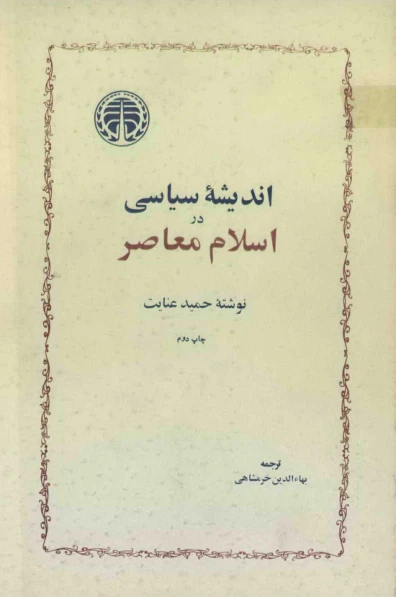 اندیشهٔ سیاسی
در
اسلام معاصر
نوشتهٔ حمید عنایت
چاپ دوم
ترجمه
بهاءالدین خرمشاهی